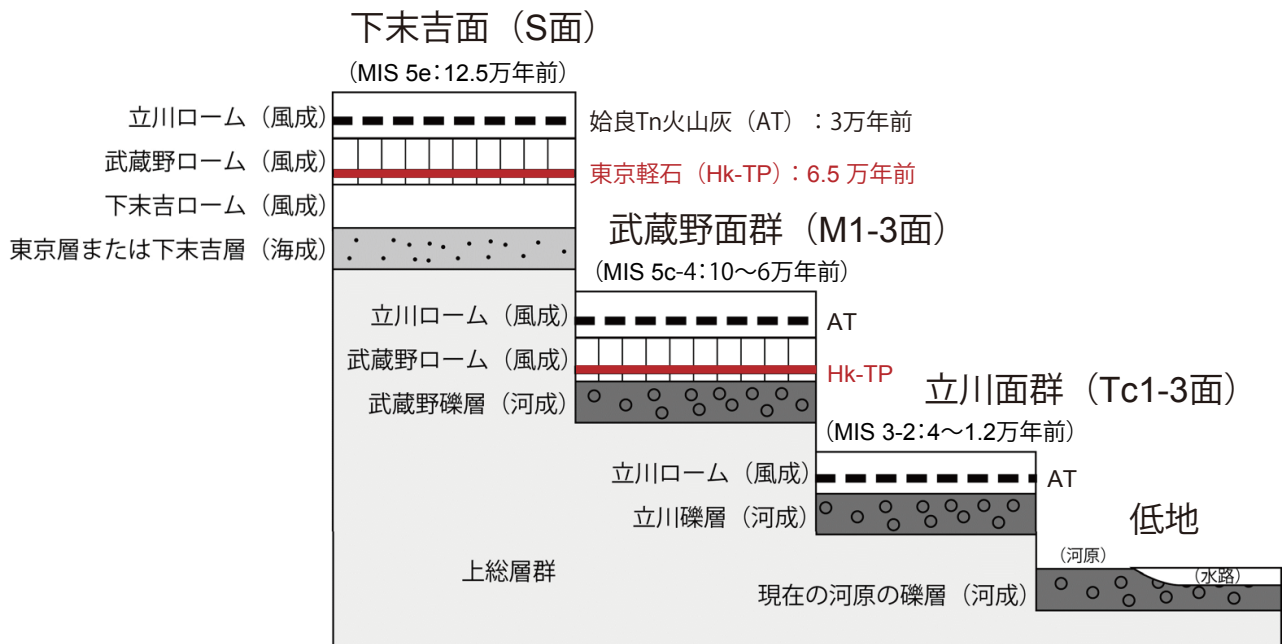 下末吉面（S面）
（MIS 5e：12.5万年前）
立川ローム（風成）
姶良Tn火山灰（AT）：3万年前
武蔵野ローム（風成）
東京軽石（Hk-TP）：6.5 万年前
下末吉ローム（風成）
東京層または下末吉層（海成）
武蔵野面群（M1-3面）
（MIS 5c-4：10～6万年前）
立川ローム（風成）
AT
武蔵野ローム（風成）
Hk-TP
武蔵野礫層（河成）
立川面群（Tc1-3面）
（MIS 3-2：4～1.2万年前）
立川ローム（風成）
AT
立川礫層（河成）
低地
（河原）
（水路）
上総層群
現在の河原の礫層（河成）